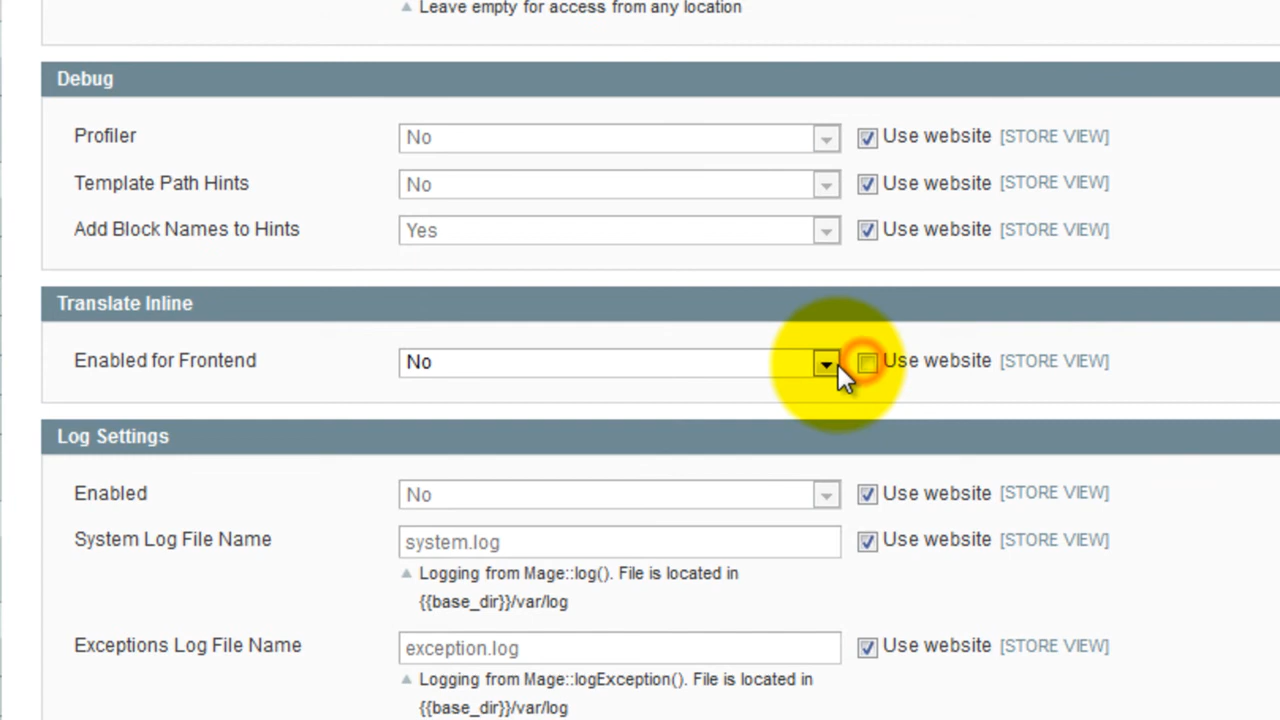 Leave empty for access from any location
Debug
Profiler No Use website [STORE VIEW]
Template Path Hints No Use website [STORE VIEW]
Add Block Names to Hints Yes Use website [STORE VIEW]
Translate Inline
Enabled for Frontend No Use website [STORE VIEW]
Log Settings
Enabled No Use website [STORE VIEW]
System Log File Name system.log Use website [STORE VIEW]
Logging from Mage::log(). File is located in
{{base_dir}}/var/log
Exceptions Log File Name exception.log Use website [STORE VIEW]
Logging from Mage::logException(). File is located in
{{base_dir}}/var/log